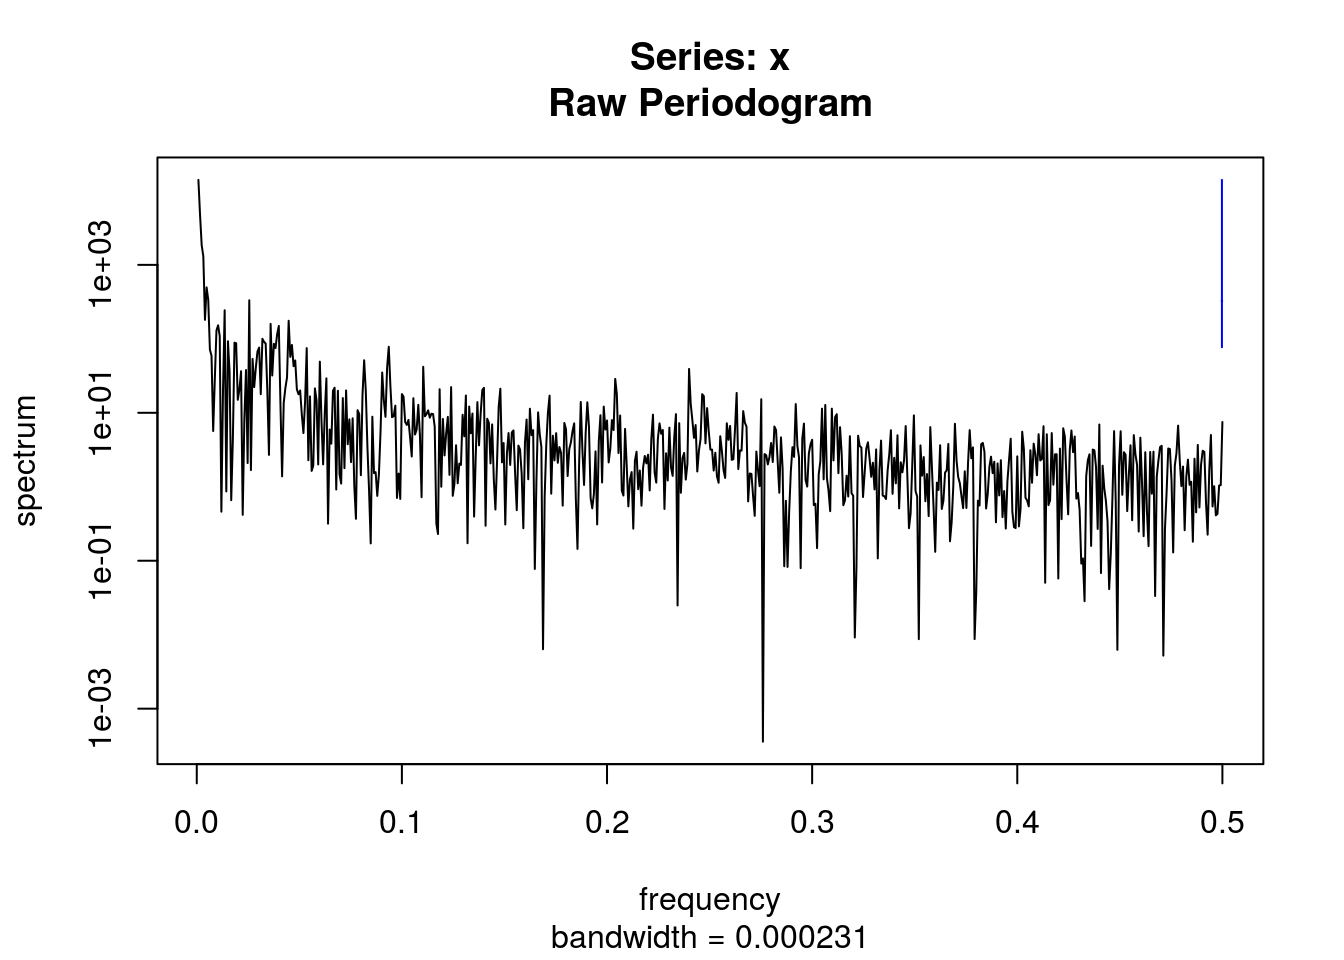 Series: x
Raw Periodogram
spectrum
1e+03
1e+01
1e-01
1e-03
0.0 0.1 0.2 0.3 0.4 0.5
frequency
bandwidth = 0.000231